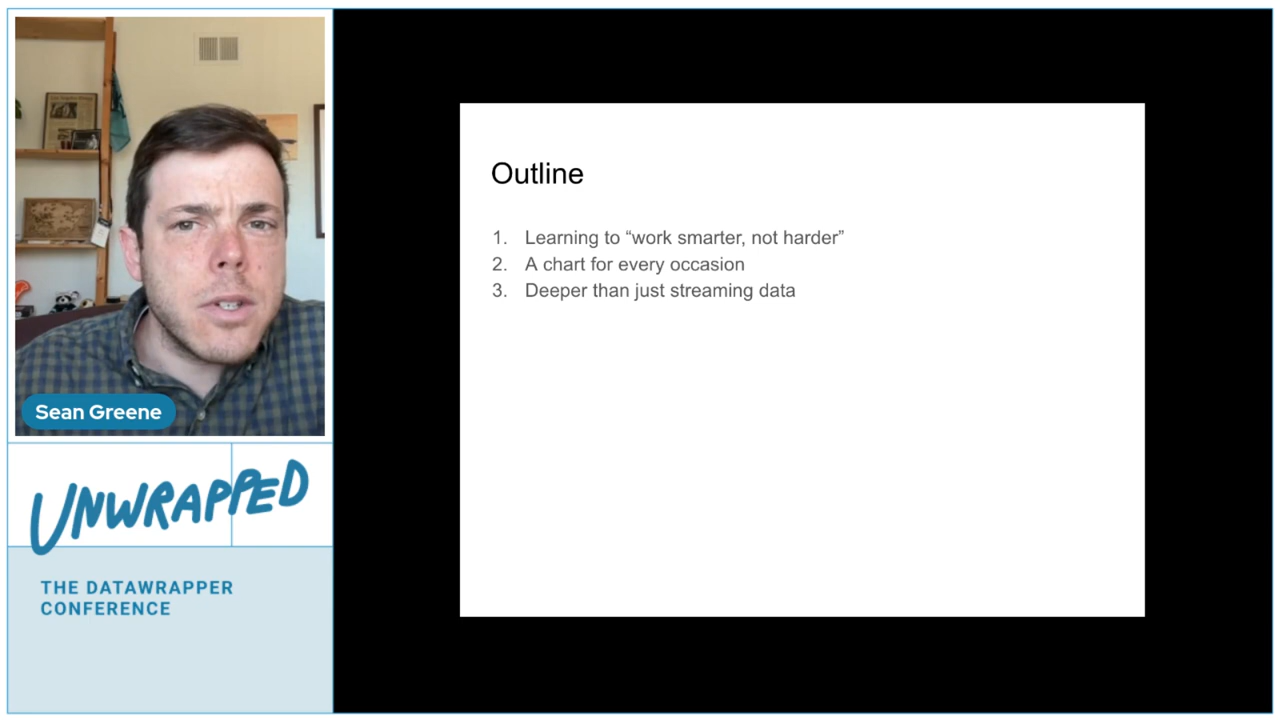 Sean Greene
UNWRAPPED
THE DATAWRAPPER
CONFERENCE
Outline
1. Learning to “work smarter, not harder”
2. A chart for every occasion
3. Deeper than just streaming data